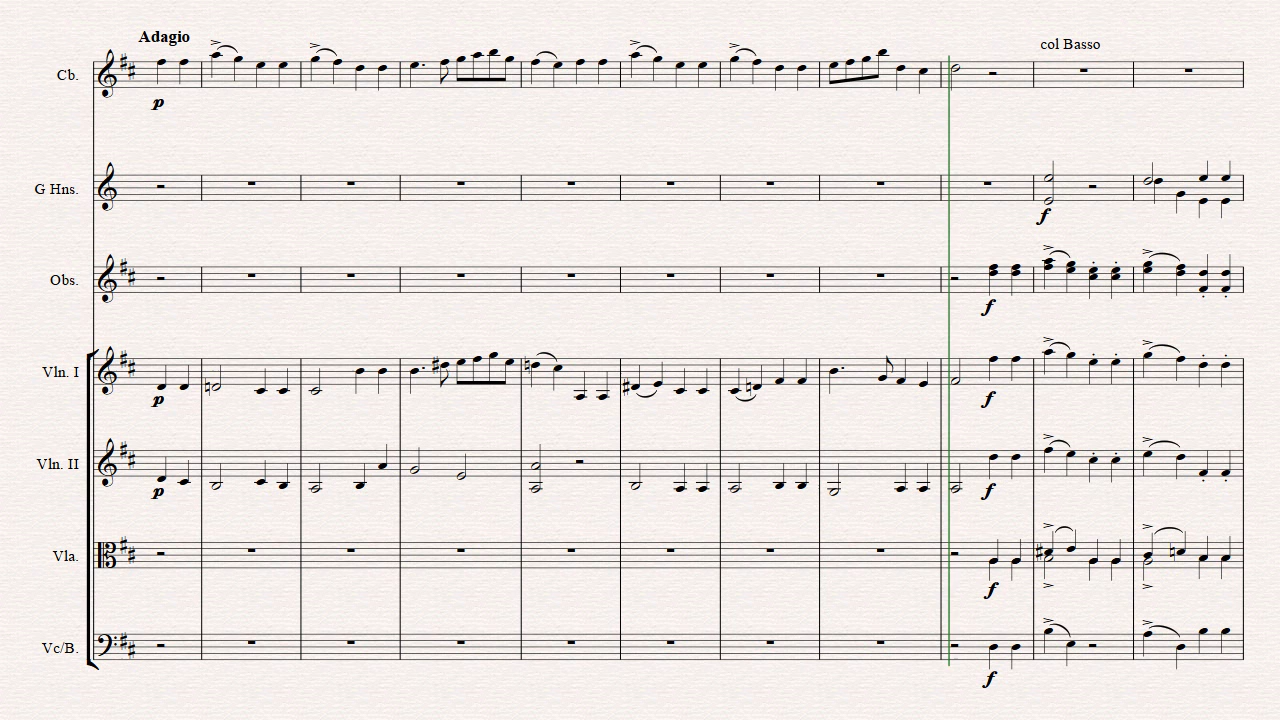 Adagio
col Basso
Cb.
p
G Hns.
f
Obs.
f
Vln. I
p
f
Vln. II
p
f
Vla.
f
Vc/B.
f